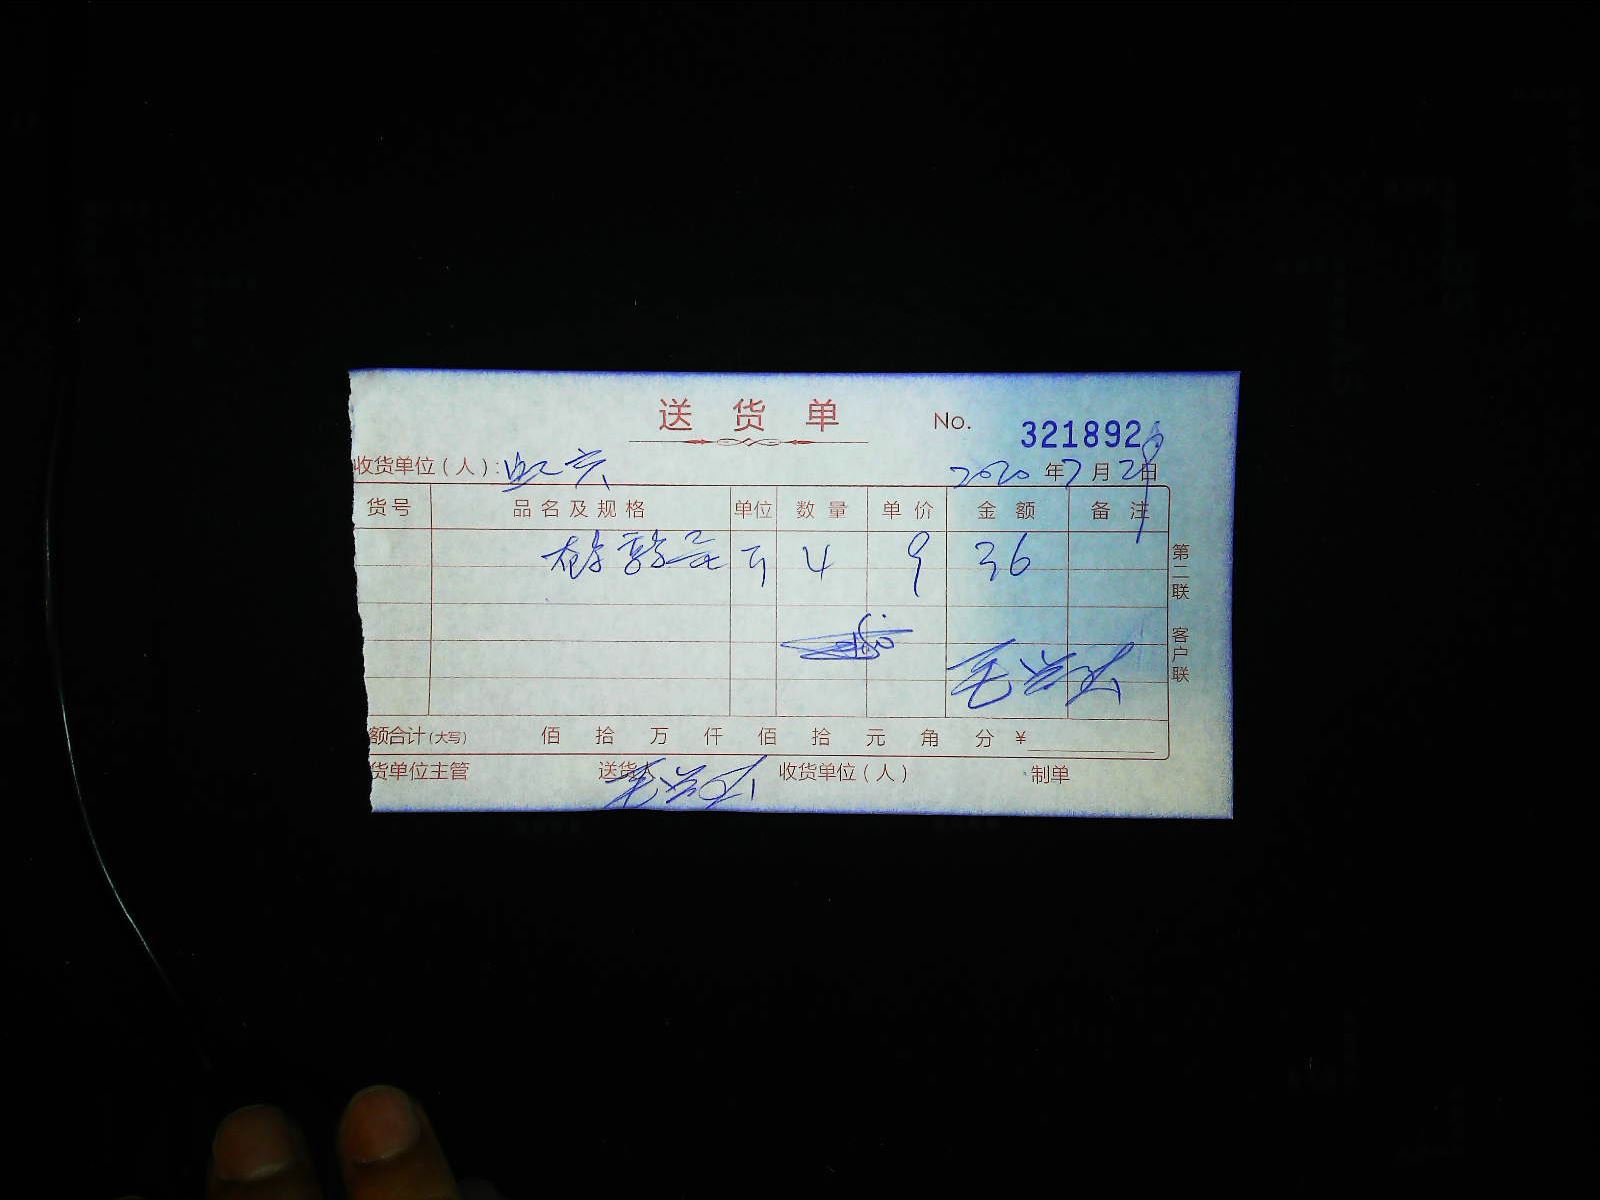 送 货 单 No. 321892
收货单位(人):
2020年7月29日
货号 品名及规格 单位 数量 单价 金额 备注
4 9 36
第二联 客户联
额合计(大写) 佰 拾 万 仟 佰 拾 元 角 分 ¥
货单位主管 送货人 收货单位(人) 制单